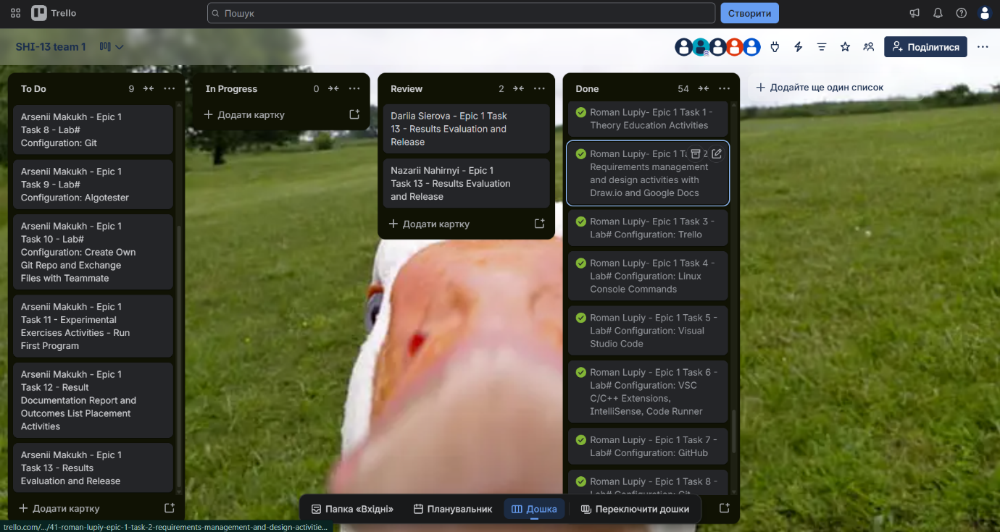 Trello
Пошук
Створити
SHI-13 team 1
Поділитися
To Do 9
Arsenii Makukh - Epic 1
Task 8 - Lab#
Configuration: Git
Arsenii Makukh - Epic 1
Task 9 - Lab#
Configuration: Algotester
Arsenii Makukh - Epic 1
Task 10 - Lab#
Configuration: Create Own
Git Repo and Exchange
Files with Teammate
Arsenii Makukh - Epic 1
Task 11 - Experimental
Exercises Activities - Run
First Program
Arsenii Makukh - Epic 1
Task 12 - Result
Documentation Report and
Outcomes List Placement
Activities
Arsenii Makukh - Epic 1
Task 13 - Results
Evaluation and Release
+ Додати картку
In Progress 0
+ Додати картку
Review 2
Dariia Sierova - Epic 1 Task
13 - Results Evaluation and
Release
Nazarii Nahirnyi - Epic 1
Task 13 - Results Evaluation
and Release
+ Додати картку
Done 54
Roman Lupiy- Epic 1 Task 1 -
Theory Education Activities
Roman Lupiy- Epic 1 2
Requirements management
and design activities with
Draw.io and Google Docs
Roman Lupiy- Epic 1 Task 3 -
Lab# Configuration: Trello
Roman Lupiy- Epic 1 Task 4 -
Lab# Configuration: Linux
Console Commands
Roman Lupiy - Epic 1 Task 5 -
Lab# Configuration: Visual
Studio Code
Roman Lupiy - Epic 1 Task 6 -
Lab# Configuration: VSC
C/C++ Extensions,
IntelliSense, Code Runner
Roman Lupiy - Epic 1 Task 7 -
Lab# Configuration: GitHub
Roman Lupiy - Epic 1 Task 8 -
Lab# Configuration: Git
+ Додайте ще один список
Папка «Вхідні»
Планувальник
Дошка
Переключити дошки
trello.com/.../41-roman-lupiy-epic-1-task-2-requirements-management-and-design-activitie...